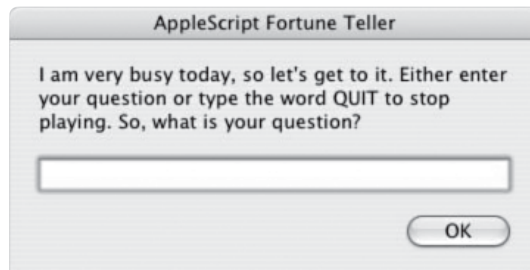 AppleScript Fortune Teller
I am very busy today, so let's get to it. Either enter
your question or type the word QUIT to stop
playing. So, what is your question?
OK